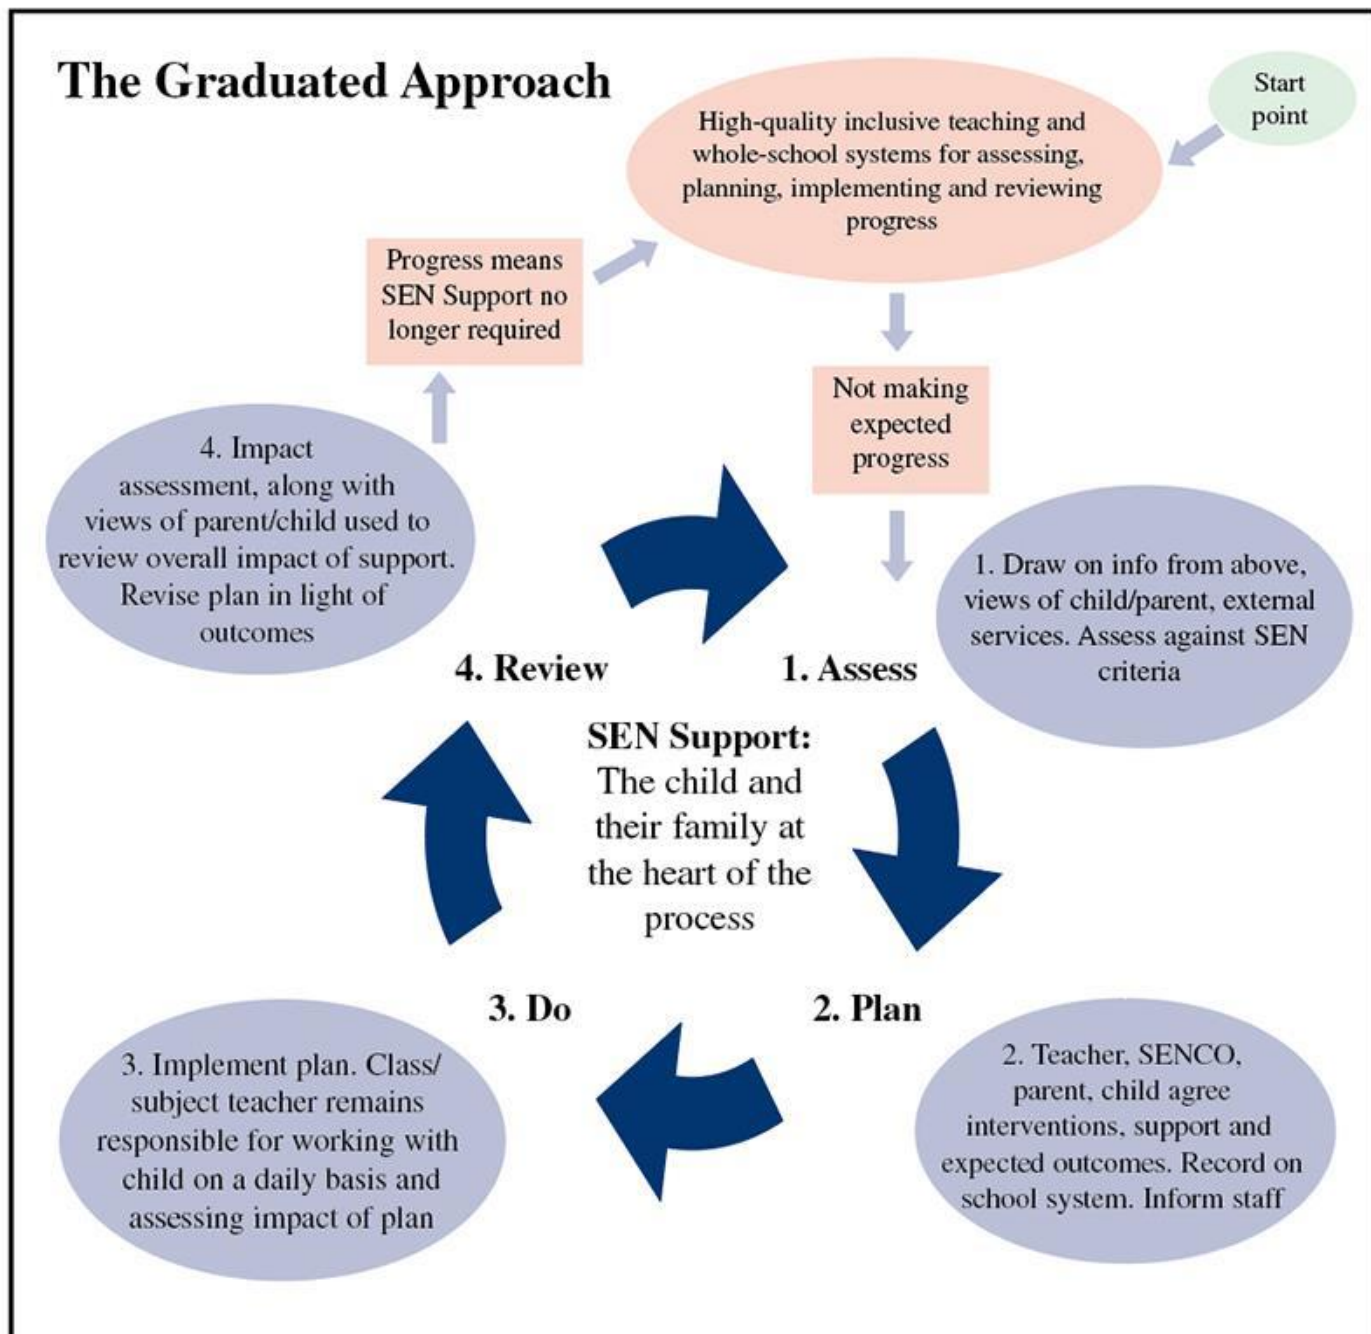 The Graduated Approach
Start
point
High-quality inclusive teaching and
whole-school systems for assessing,
planning, implementing and reviewing
progress
Progress means
SEN Support no
longer required
Not making
expected
progress
4. Impact
assessment, along with
views of parent/child used to
review overall impact of support.
Revise plan in light of
outcomes
1. Draw on info from above,
views of child/parent, external
services. Assess against SEN
criteria
4. Review
1. Assess
SEN Support:
The child and
their family at
the heart of the
process
3. Do
2. Plan
3. Implement plan. Class/
subject teacher remains
responsible for working with
child on a daily basis and
assessing impact of plan
2. Teacher, SENCO,
parent, child agree
interventions, support and
expected outcomes. Record on
school system. Inform staff